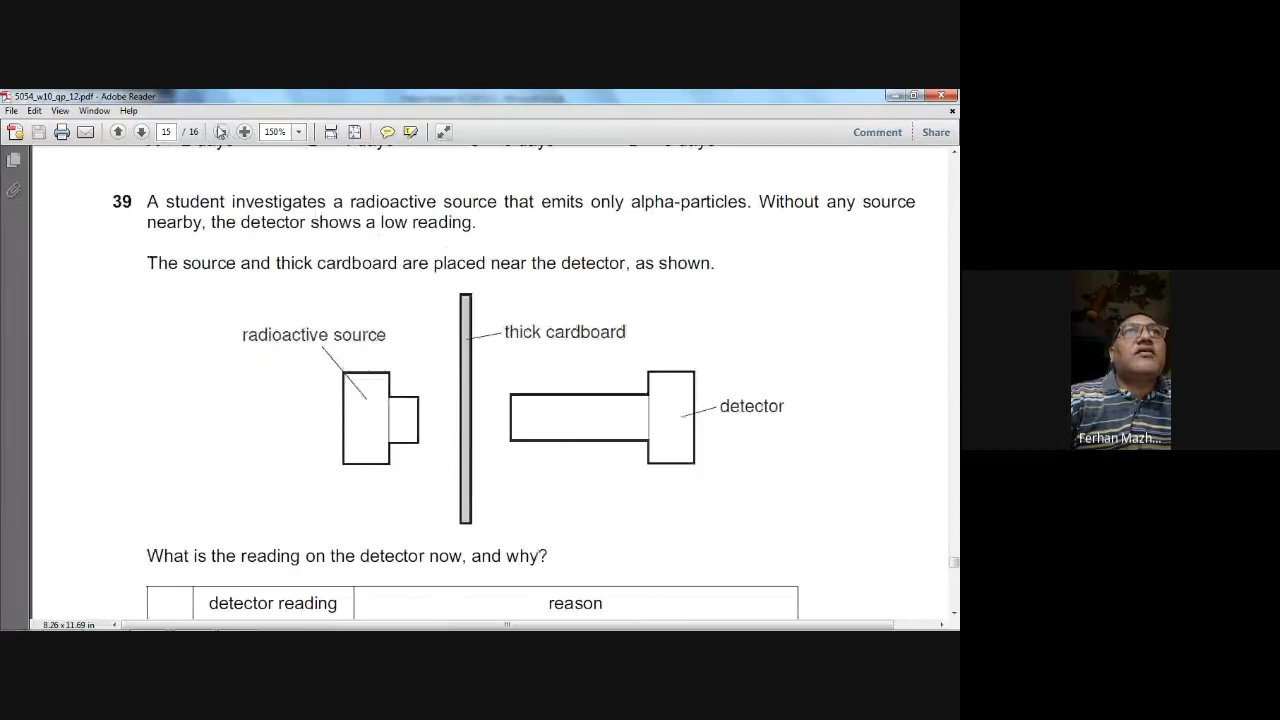 5054_w10_qp_12.pdf - Adobe Reader
File Edit View Window Help
15 / 16 150% Comment Share
39 A student investigates a radioactive source that emits only alpha-particles. Without any source
nearby, the detector shows a low reading.
The source and thick cardboard are placed near the detector, as shown.
radioactive source
thick cardboard
detector
Ferhan Mazh...
What is the reading on the detector now, and why?
detector reading reason
8.26 x 11.69 in